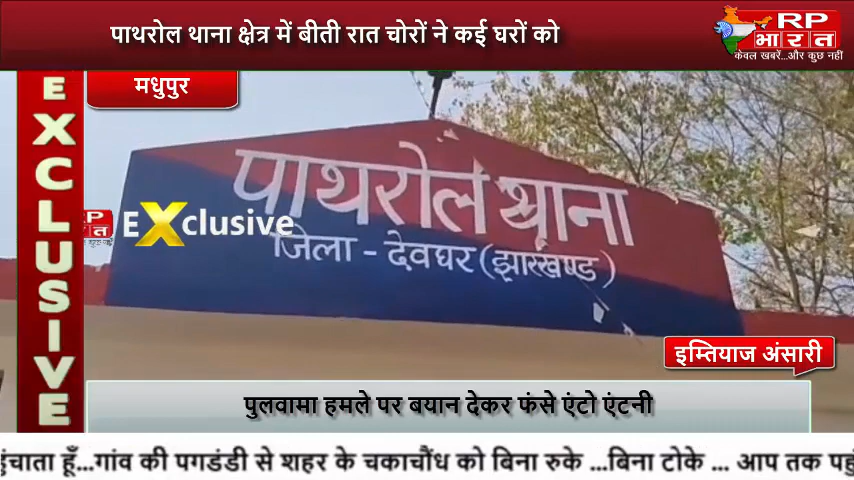 पाथरोल थाना क्षेत्र में बीती रात चोरों ने कई घरों को
RP
भारत
केवल खबरें...और कुछ नहीं
मधुपुर
EXCLUSIVE
पाथरोल थाना
Exclusive
जिला - देवघर (झारखण्ड)
इम्तियाज अंसारी
पुलवामा हमले पर बयान देकर फंसे एंटो एंटनी
हूँ...गांव की पगडंडी से शहर के चकाचौंध को बिना रुके ...बिना टोके ... आप तक